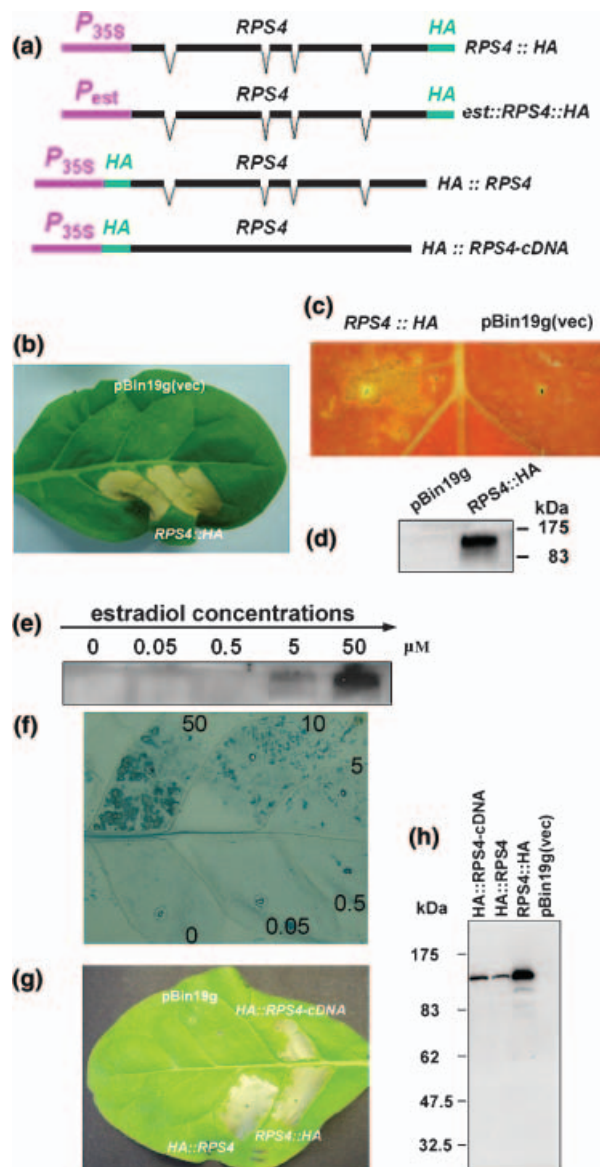 (a)
P35S RPS4 HA
RPS4 :: HA
Pest RPS4 HA
est::RPS4::HA
P35S HA RPS4
HA :: RPS4
P35S HA RPS4
HA :: RPS4-cDNA
(b)
pBin19g(vec)
RPS4::HA
(c)
RPS4 :: HA pBin19g(vec)
(d)
pBin19g RPS4::HA kDa
175
83
(e)
estradiol concentrations
0 0.05 0.5 5 50 µM
(f)
50 10
5
0.5
0 0.05
(g)
pBin19g
HA::RPS4-cDNA
HA::RPS4 RPS4::HA
(h)
HA::RPS4-cDNA
HA::RPS4
RPS4::HA
pBin19g(vec)
kDa
175
83
62
47.5
32.5